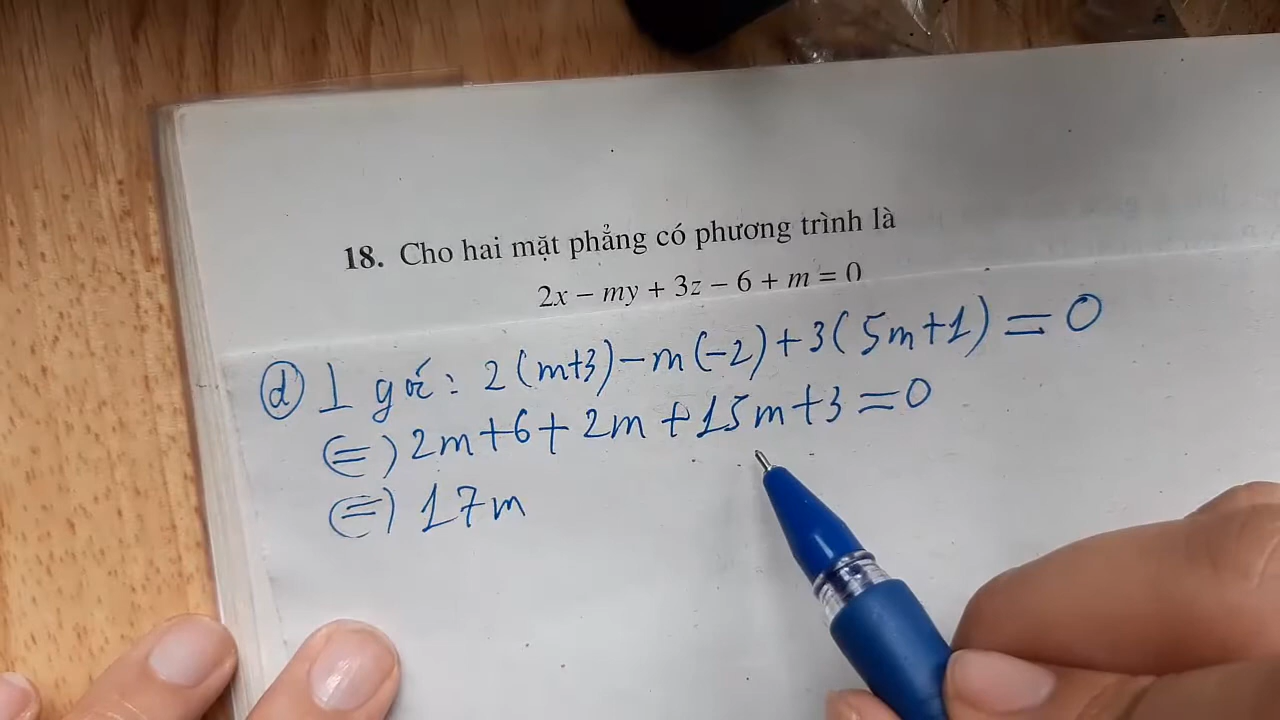 18. Cho hai mặt phẳng có phương trình là
2x − my + 3z − 6 + m = 0
d ⊥ góc: 2(m+3)−m(−2)+3(5m+1)=0
(=) 2m+6+2m+15m+3=0
(=) 17m